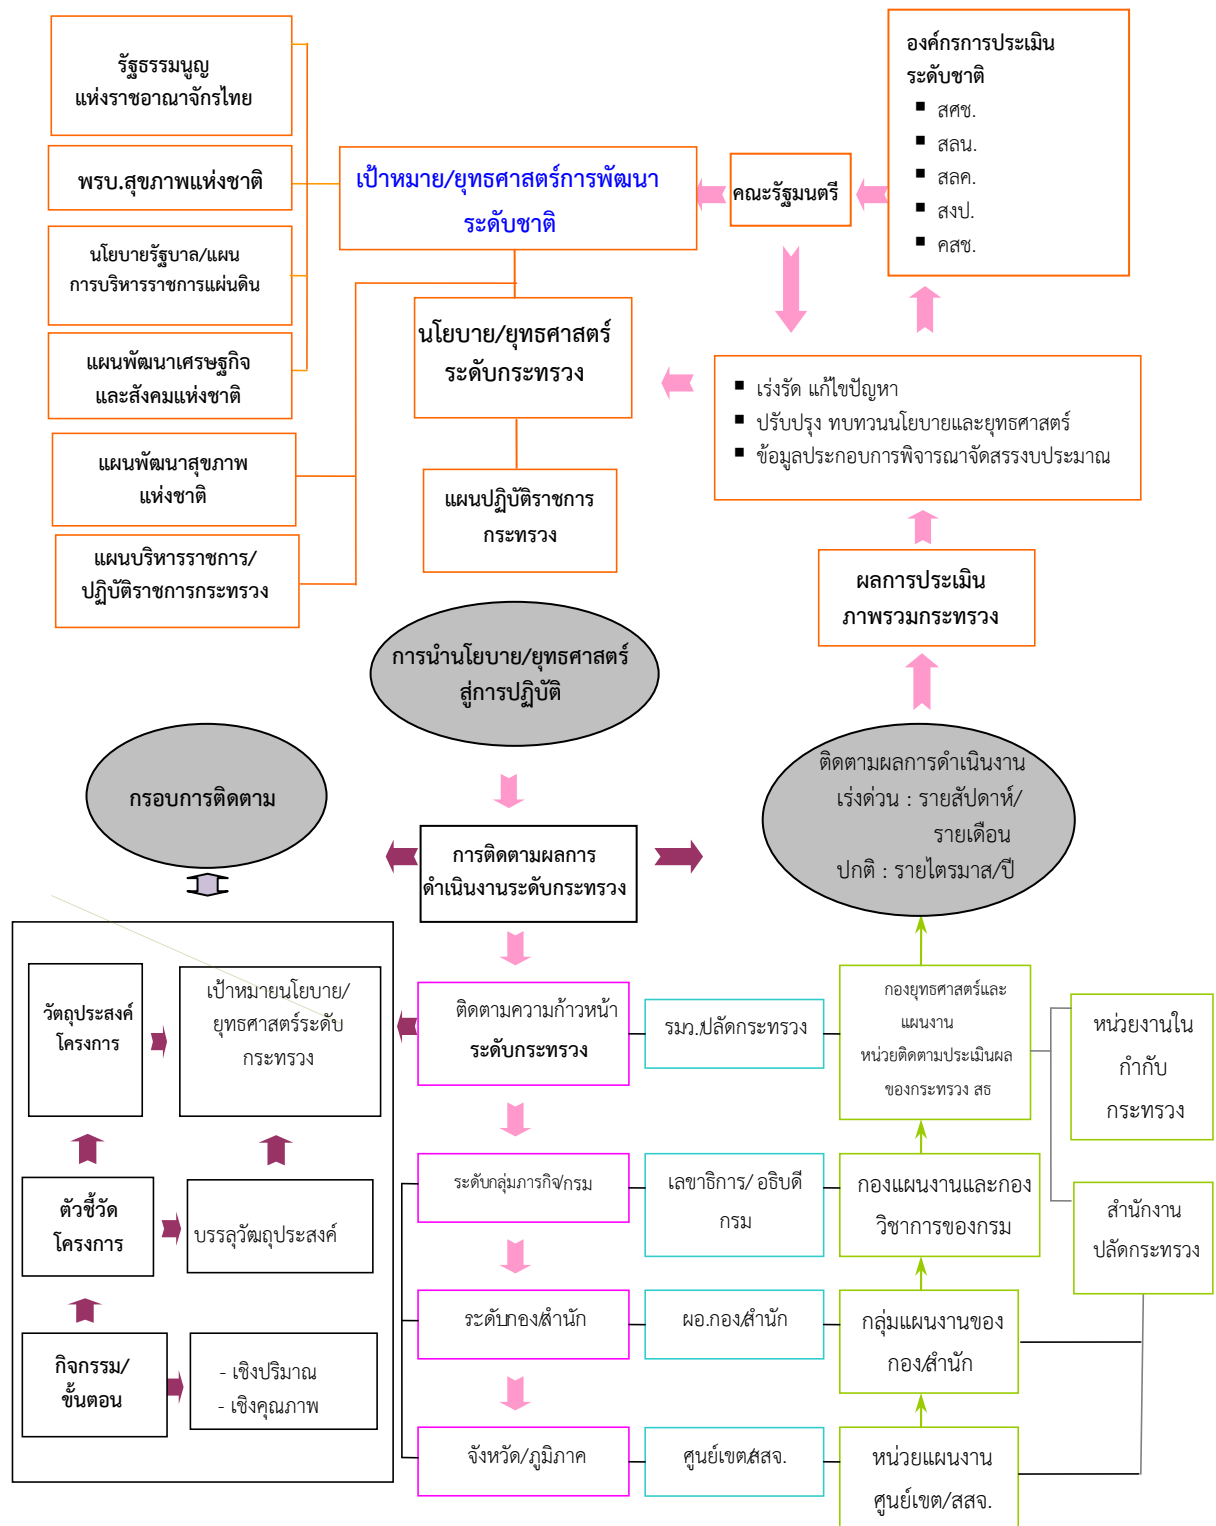 รัฐธรรมนูญ
แห่งราชอาณาจักรไทย
พรบ.สุขภาพแห่งชาติ
นโยบายรัฐบาล/แผน
การบริหารราชการแผ่นดิน
แผนพัฒนาเศรษฐกิจ
และสังคมแห่งชาติ
แผนพัฒนาสุขภาพ
แห่งชาติ
แผนบริหารราชการ/
ปฏิบัติราชการกระทรวง
เป้าหมาย/ยุทธศาสตร์การพัฒนา
ระดับชาติ
คณะรัฐมนตรี
องค์กรการประเมิน
ระดับชาติ
▪ สศช.
▪ สลน.
▪ สลค.
▪ สงป.
▪ คสช.
นโยบาย/ยุทธศาสตร์
ระดับกระทรวง
▪ เร่งรัด แก้ไขปัญหา
▪ ปรับปรุง ทบทวนนโยบายและยุทธศาสตร์
▪ ข้อมูลประกอบการพิจารณาจัดสรรงบประมาณ
แผนปฏิบัติราชการ
กระทรวง
ผลการประเมิน
ภาพรวมกระทรวง
การนำนโยบาย/ยุทธศาสตร์
สู่การปฏิบัติ
กรอบการติดตาม
ติดตามผลการดำเนินงาน
เร่งด่วน : รายสัปดาห์/
รายเดือน
ปกติ : รายไตรมาส/ปี
การติดตามผลการ
ดำเนินงานระดับกระทรวง
วัตถุประสงค์
โครงการ
เป้าหมายนโยบาย/
ยุทธศาสตร์ระดับ
กระทรวง
ตัวชี้วัด
โครงการ
บรรลุวัตถุประสงค์
กิจกรรม/
ขั้นตอน
- เชิงปริมาณ
- เชิงคุณภาพ
ติดตามความก้าวหน้า
ระดับกระทรวง
รมว./ปลัดกระทรวง
กองยุทธศาสตร์และ
แผนงาน
หน่วยติดตามประเมินผล
ของกระทรวง สธ
หน่วยงานใน
กำกับ
กระทรวง
ระดับกลุ่มภารกิจ/กรม
เลขาธิการ/ อธิบดี
กรม
กองแผนงานและกอง
วิชาการของกรม
สำนักงาน
ปลัดกระทรวง
ระดับกอง/สำนัก
ผอ.กอง/สำนัก
กลุ่มแผนงานของ
กอง/สำนัก
จังหวัด/ภูมิภาค
ศูนย์เขต/สสจ.
หน่วยแผนงาน
ศูนย์เขต/สสจ.